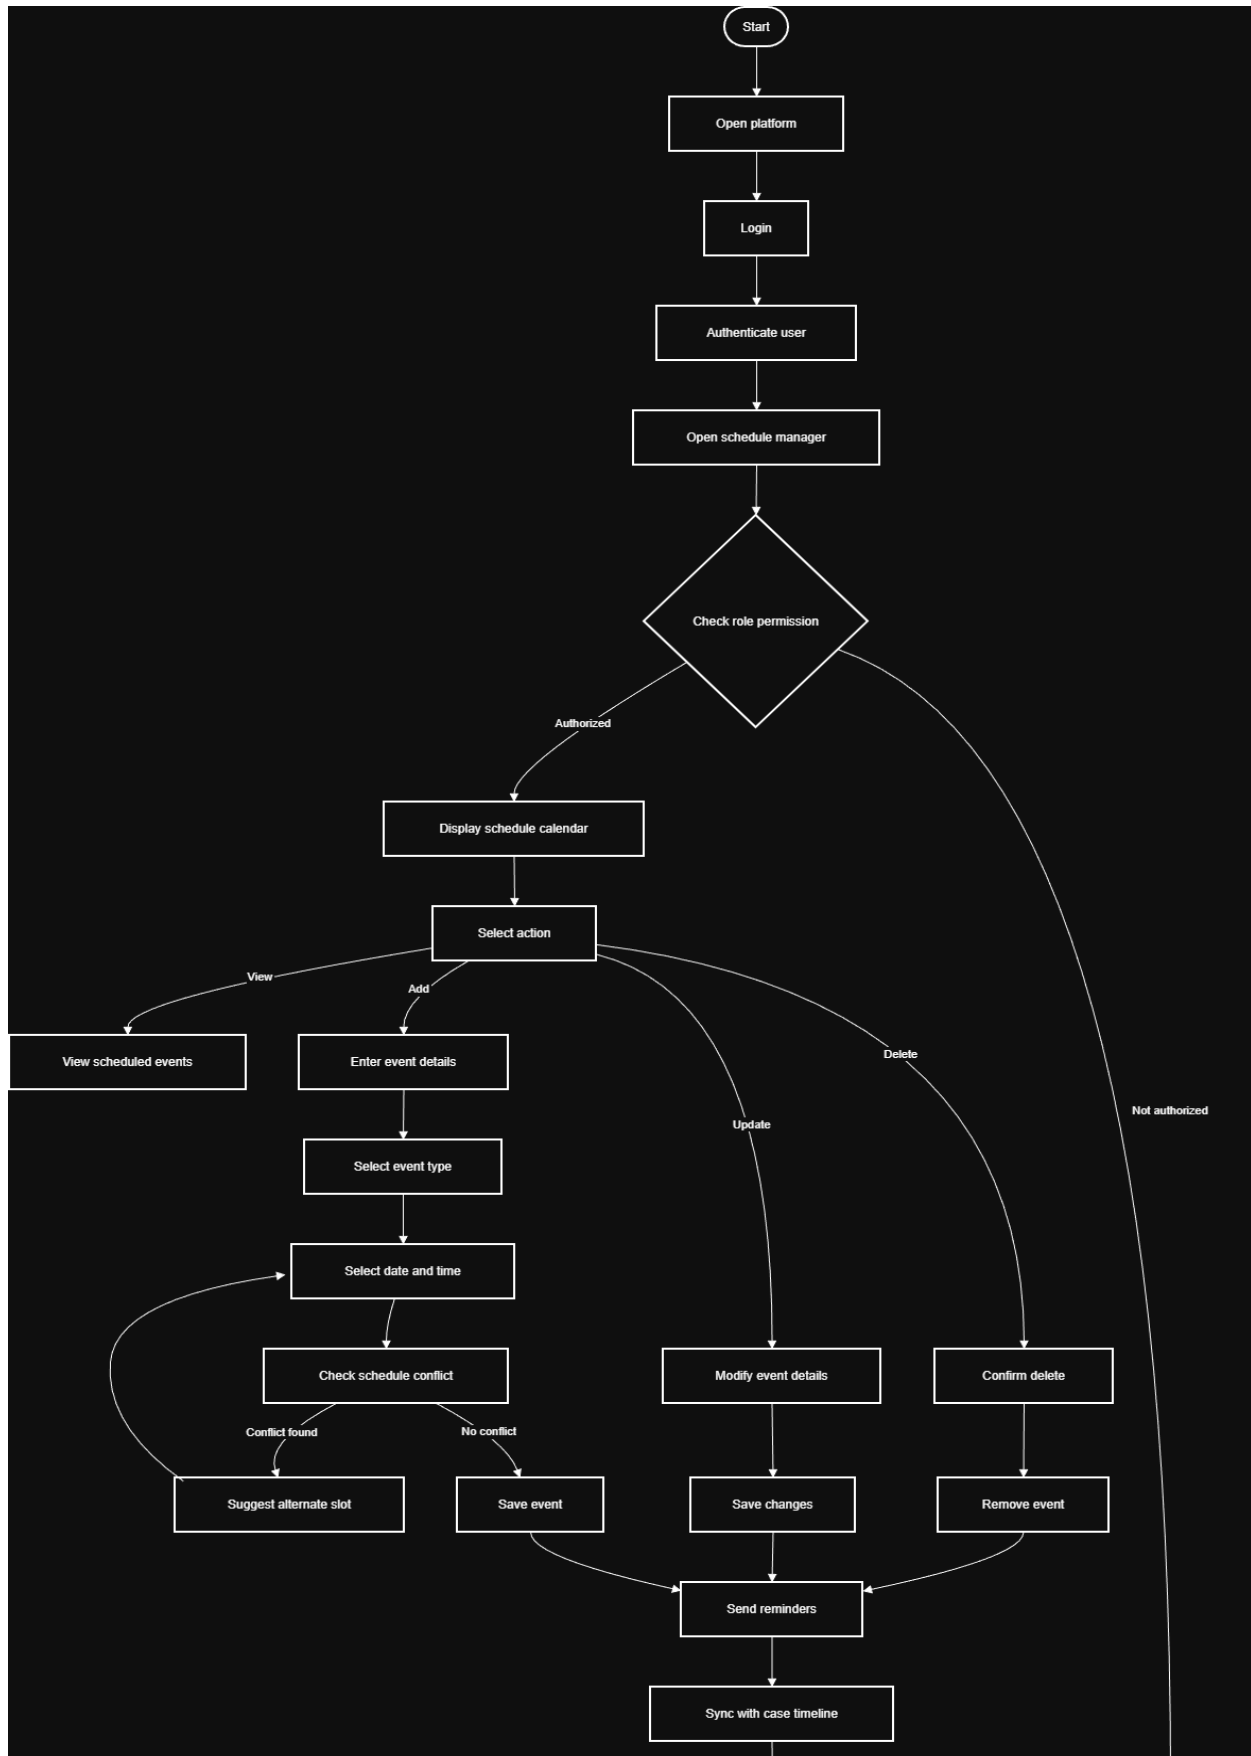 Start
Open platform
Login
Authenticate user
Open schedule manager
Check role permission
Authorized
Display schedule calendar
Select action
View
Add
Delete
View scheduled events
Enter event details
Not authorized
Update
Select event type
Select date and time
Check schedule conflict
Modify event details
Confirm delete
Conflict found
No conflict
Suggest alternate slot
Save event
Save changes
Remove event
Send reminders
Sync with case timeline